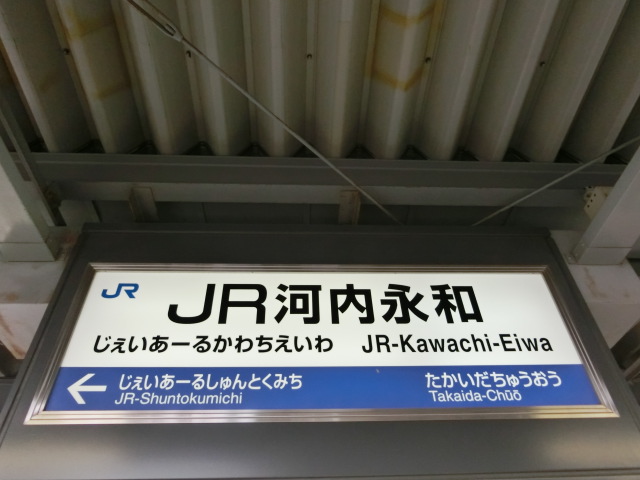 JR JR河内永和
じぇいあーるかわちえいわ JR-Kawachi-Eiwa
← じぇいあーるしゅんとくみち たかいだちゅうおう
JR-Shuntokumichi Takaida-Chūō